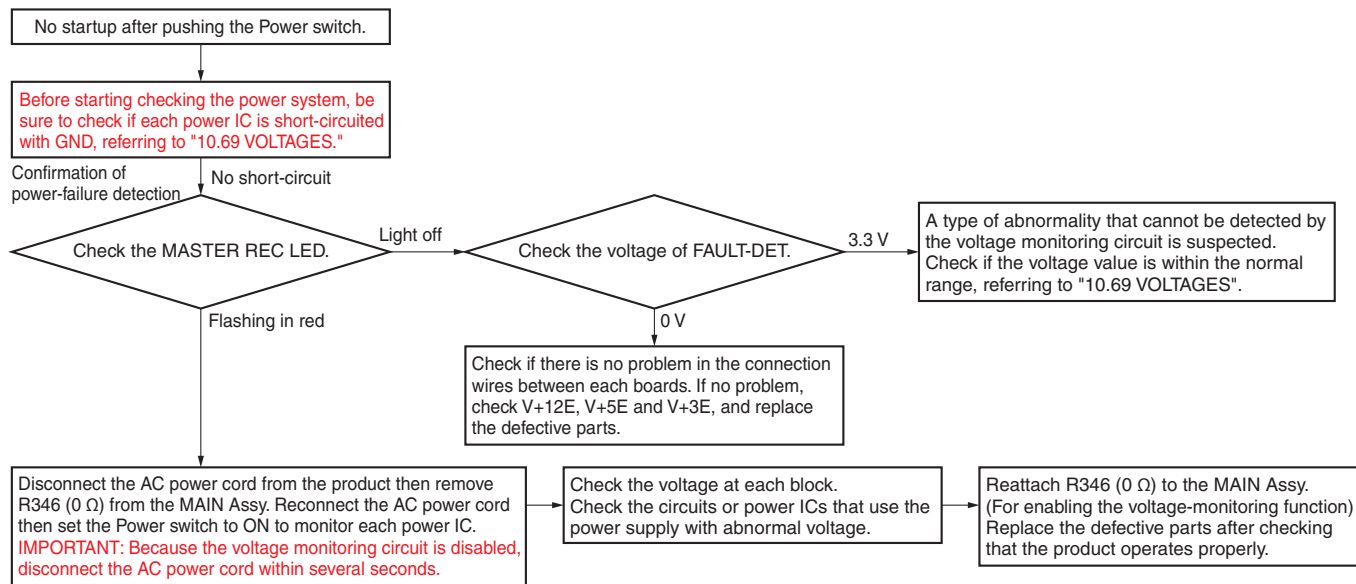 No startup after pushing the Power switch.
Before starting checking the power system, be
sure to check if each power IC is short-circuited
with GND, referring to "10.69 VOLTAGES."
Confirmation of
power-failure detection
No short-circuit
Check the MASTER REC LED.
Light off
Check the voltage of FAULT-DET.
3.3 V
A type of abnormality that cannot be detected by
the voltage monitoring circuit is suspected.
Check if the voltage value is within the normal
range, referring to "10.69 VOLTAGES".
Flashing in red
0 V
Check if there is no problem in the connection
wires between each boards. If no problem,
check V+12E, V+5E and V+3E, and replace
the defective parts.
Disconnect the AC power cord from the product then remove
R346 (0 Ω) from the MAIN Assy. Reconnect the AC power cord
then set the Power switch to ON to monitor each power IC.
IMPORTANT: Because the voltage monitoring circuit is disabled,
disconnect the AC power cord within several seconds.
Check the voltage at each block.
Check the circuits or power ICs that use the
power supply with abnormal voltage.
Reattach R346 (0 Ω) to the MAIN Assy.
(For enabling the voltage-monitoring function)
Replace the defective parts after checking
that the product operates properly.